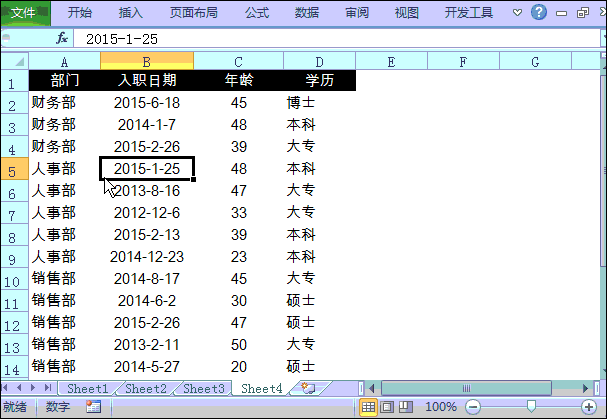 文件 开始 插入 页面布局 公式 数据 审阅 视图 开发工具
fx 2015-1-25
A B C D E F G
1 部门 入职日期 年龄 学历
2 财务部 2015-6-18 45 博士
3 财务部 2014-1-7 48 本科
4 财务部 2015-2-26 39 大专
5 人事部 2015-1-25 48 本科
6 人事部 2013-8-16 47 大专
7 人事部 2012-12-6 33 大专
8 人事部 2015-2-13 39 本科
9 人事部 2014-12-23 23 本科
10 销售部 2014-8-17 45 大专
11 销售部 2014-6-2 30 硕士
12 销售部 2015-2-26 47 硕士
13 销售部 2013-2-11 50 大专
14 销售部 2014-5-27 20 硕士
Sheet1 Sheet2 Sheet3 Sheet4
就绪 数字 100%